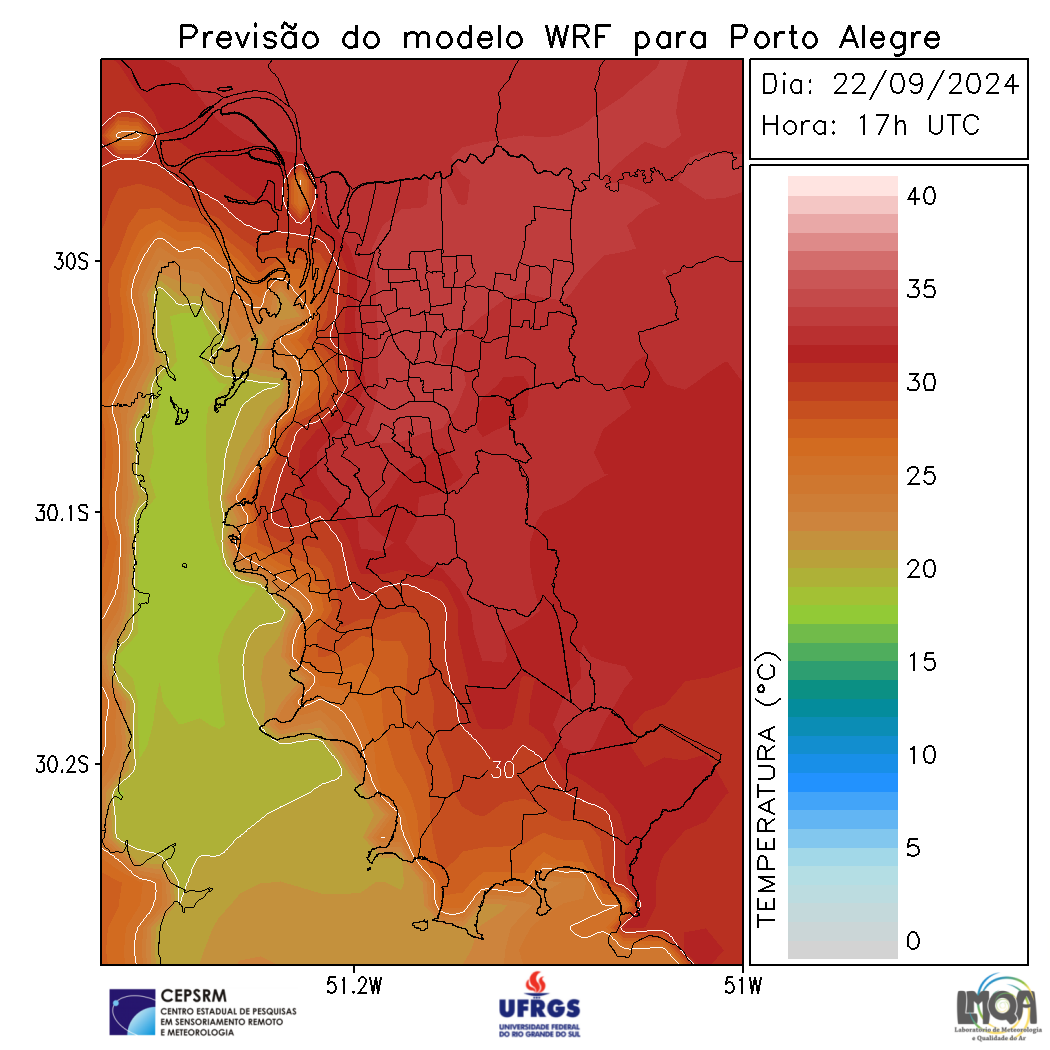 Previsão do modelo WRF para Porto Alegre
Dia: 22/09/2024
Hora: 17h UTC
40
35
30
25
20
15
10
5
0
TEMPERATURA (°C)
30S
30.1S
30.2S
30
51.2W
51W
CEPSRM
CENTRO ESTADUAL DE PESQUISAS
EM SENSORIAMENTO REMOTO
E METEOROLOGIA
UFRGS
UNIVERSIDADE FEDERAL
DO RIO GRANDE DO SUL
LMQA
Laboratório de Meteorologia
e Qualidade do Ar